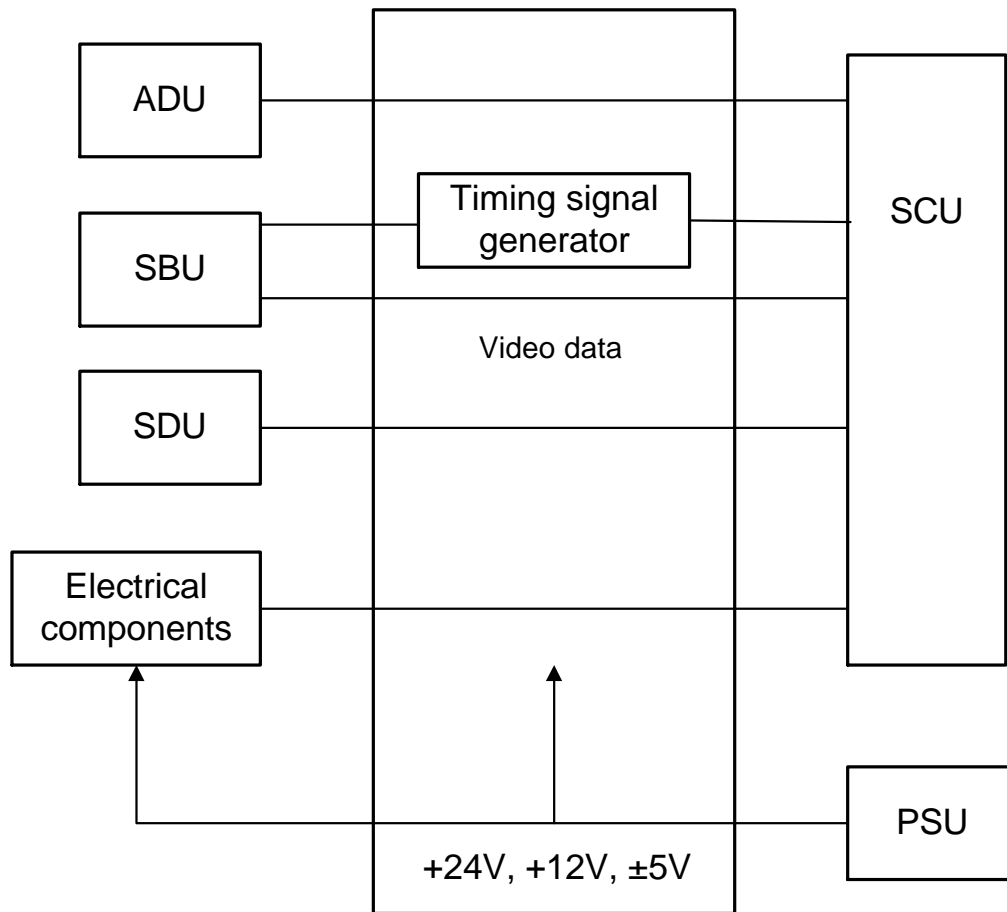 ADU
Timing signal
generator
SCU
SBU
Video data
SDU
Electrical
components
PSU
+24V, +12V, ±5V